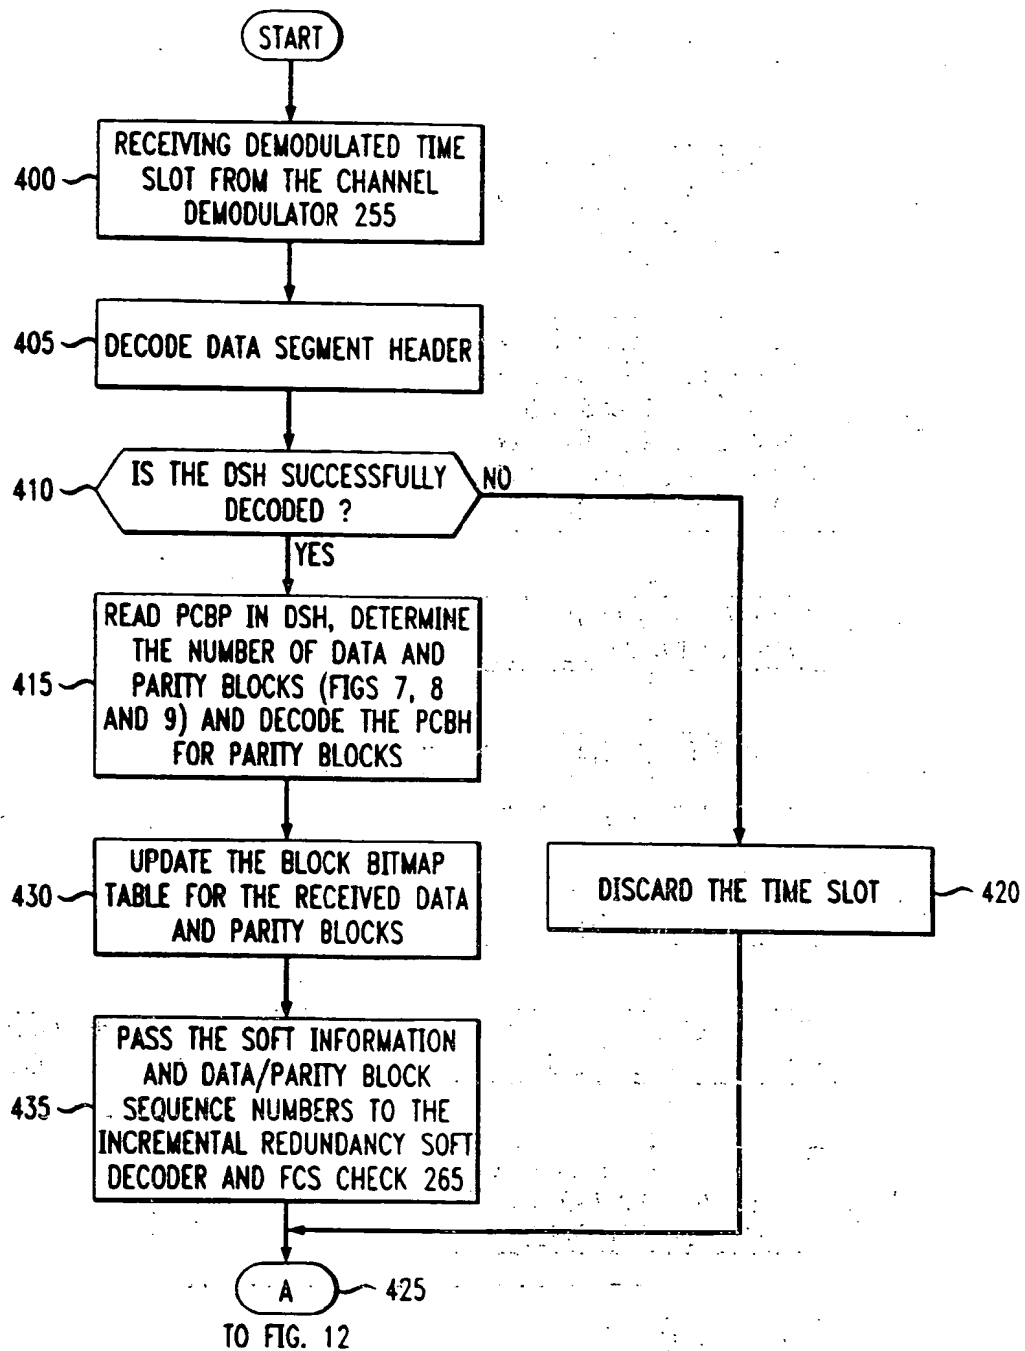 START
RECEIVING DEMODULATED TIME
SLOT FROM THE CHANNEL
DEMODULATOR 255
400
DECODE DATA SEGMENT HEADER
405
IS THE DSH SUCCESSFULLY
DECODED ?
410
NO
YES
READ PCBP IN DSH, DETERMINE
THE NUMBER OF DATA AND
PARITY BLOCKS (FIGS 7, 8
AND 9) AND DECODE THE PCBH
FOR PARITY BLOCKS
415
UPDATE THE BLOCK BITMAP
TABLE FOR THE RECEIVED DATA
AND PARITY BLOCKS
430
DISCARD THE TIME SLOT
420
PASS THE SOFT INFORMATION
AND DATA/PARITY BLOCK
SEQUENCE NUMBERS TO THE
INCREMENTAL REDUNDANCY SOFT
DECODER AND FCS CHECK 265
435
A
425
TO FIG. 12